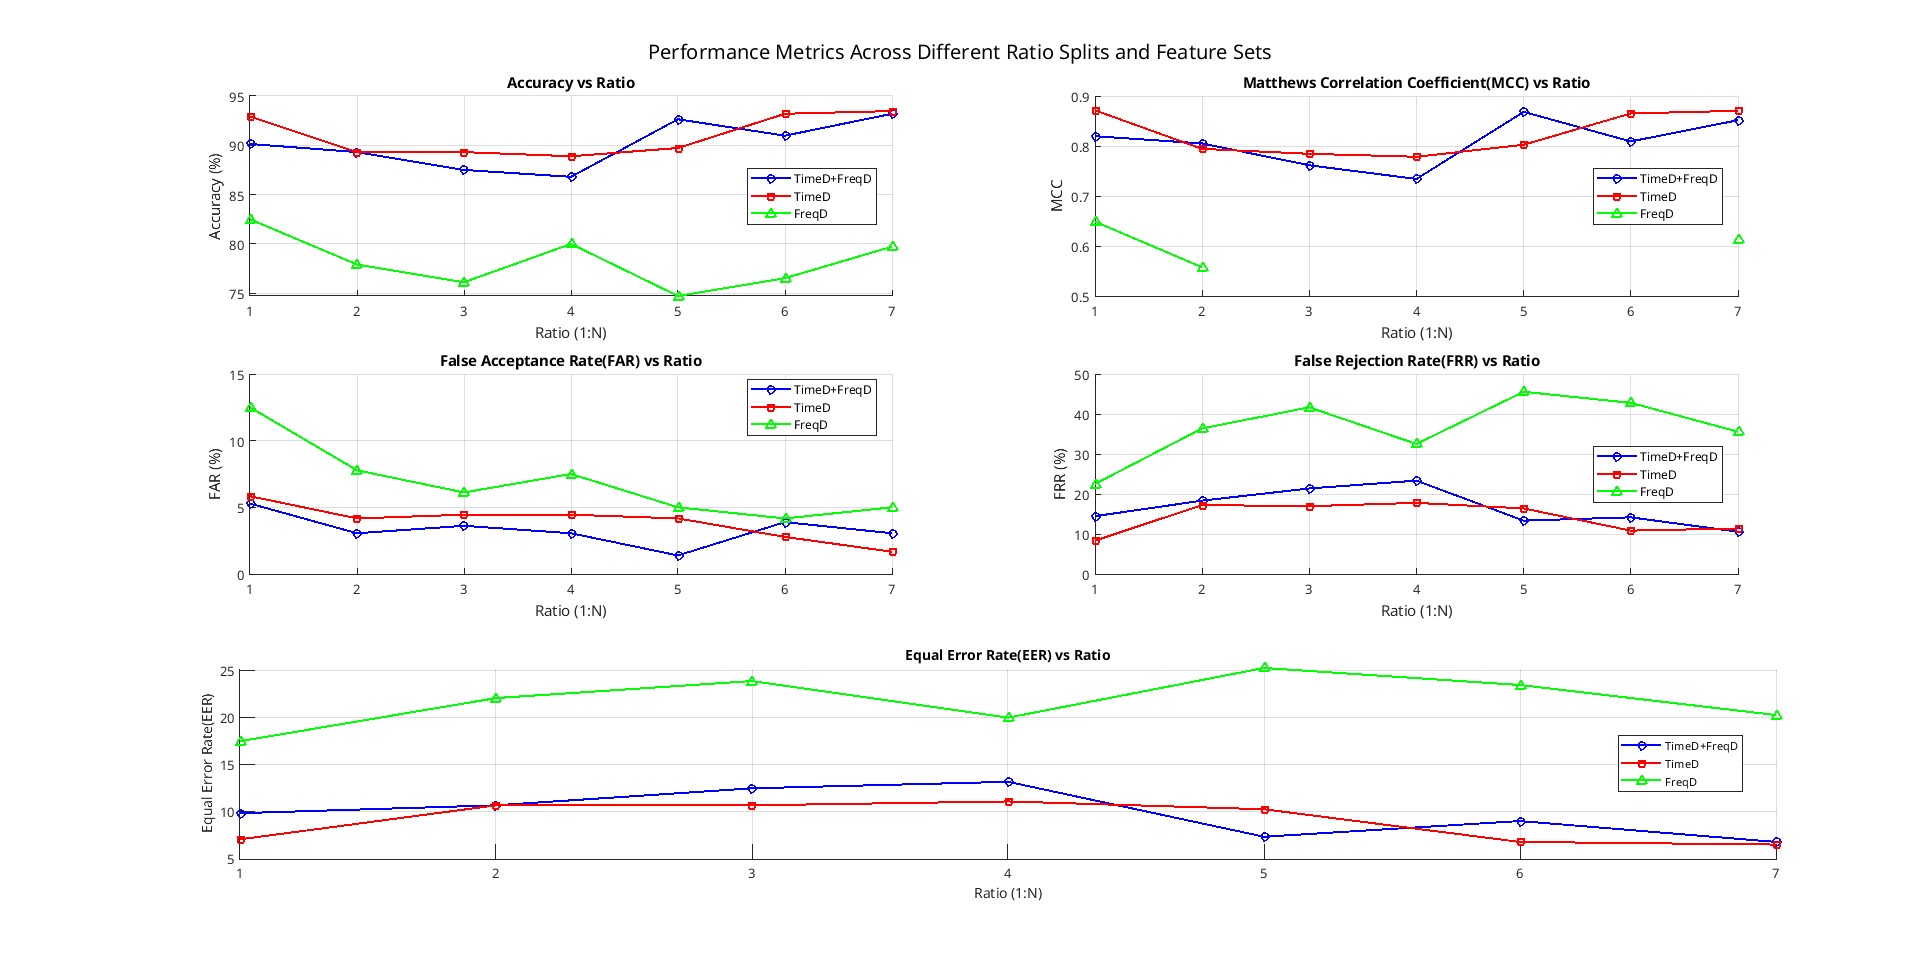 Performance Metrics Across Different Ratio Splits and Feature Sets
Accuracy vs Ratio
95
90
85
80
75
Accuracy (%)
1 2 3 4 5 6 7
Ratio (1:N)
TimeD+FreqD
TimeD
FreqD
Matthews Correlation Coefficient(MCC) vs Ratio
0.9
0.8
0.7
0.6
0.5
MCC
1 2 3 4 5 6 7
Ratio (1:N)
TimeD+FreqD
TimeD
FreqD
False Acceptance Rate(FAR) vs Ratio
15
10
5
0
FAR (%)
1 2 3 4 5 6 7
Ratio (1:N)
TimeD+FreqD
TimeD
FreqD
False Rejection Rate(FRR) vs Ratio
50
40
30
20
10
0
FRR (%)
1 2 3 4 5 6 7
Ratio (1:N)
TimeD+FreqD
TimeD
FreqD
Equal Error Rate(EER) vs Ratio
25
20
15
10
5
Equal Error Rate(EER)
1 2 3 4 5 6 7
Ratio (1:N)
TimeD+FreqD
TimeD
FreqD